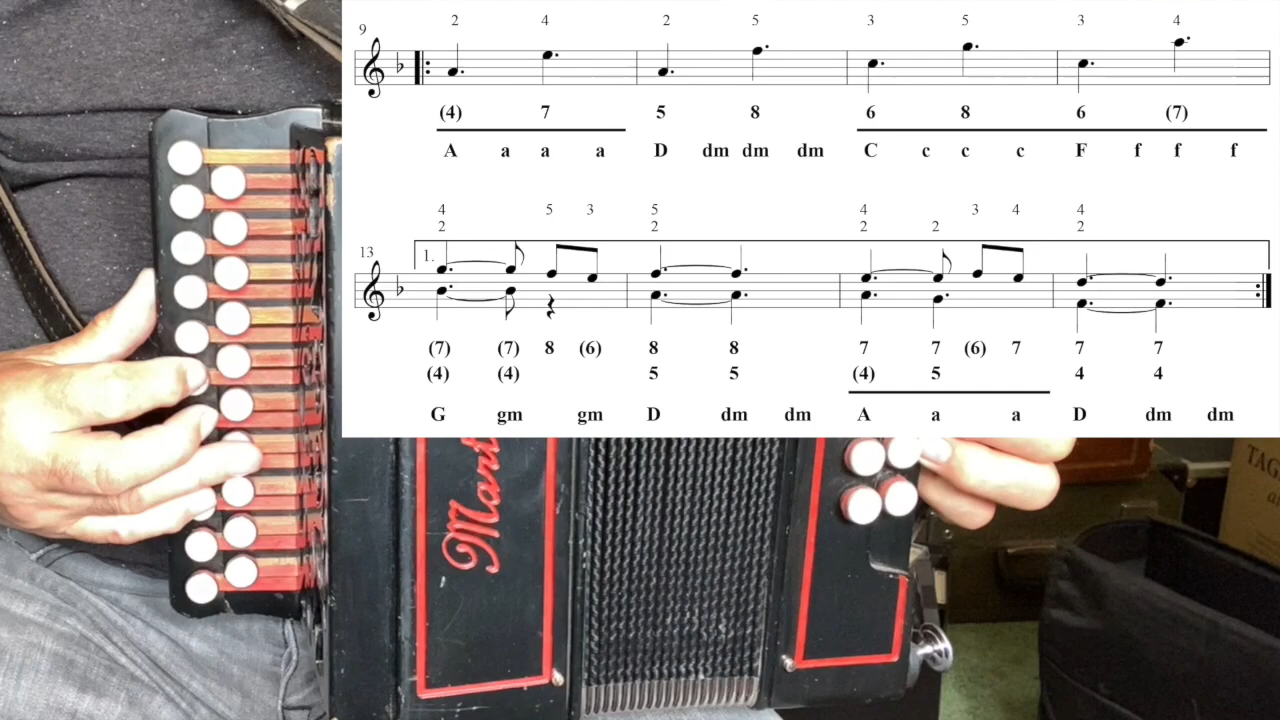 2 4 2 5 3 5 3 4
9
(4) 7 5 8 6 8 6 (7)
A a a a D dm dm dm C c c c F f f f
4 5 3 5 4 3 4 4
2 2 2 2 2
13
1.
(7) (7) 8 (6) 8 8 7 7 (6) 7 7 7
(4) (4) 5 5 (4) 5 4 4
G gm gm D dm dm A a a D dm dm